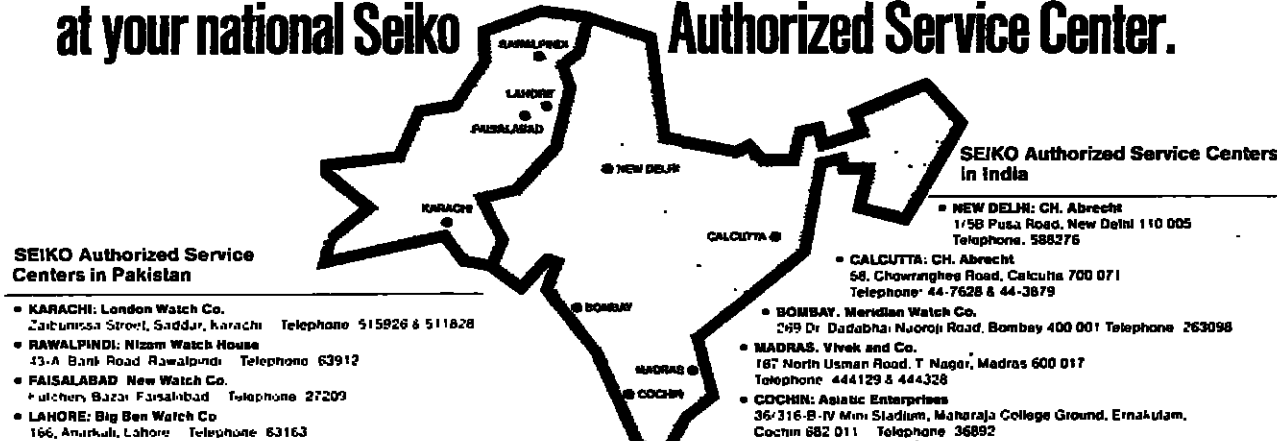 at your national Seiko Authorized Service Center.
RAWALPINDI
LAHORE
FAISALABAD
NEW DELHI
KARACHI
CALCUTTA
BOMBAY
MADRAS
COCHIN
SEIKO Authorized Service
Centers in Pakistan
• KARACHI: London Watch Co.
Zaibunissa Street, Saddar, Karachi Telephone 515926 & 511828
• RAWALPINDI: Nizam Watch House
43-A Bank Road Rawalpindi Telephone 63912
• FAISALABAD New Watch Co.
Kutchery Bazar Faisalabad Telephone 27209
• LAHORE: Big Ben Watch Co
166, Anarkali, Lahore Telephone 63163
SEIKO Authorized Service Centers
in India
• NEW DELHI: CH. Abrecht
1/5B Pusa Road, New Delhi 110 005
Telephone. 588276
• CALCUTTA: CH. Abrecht
58, Chowringhee Road, Calcutta 700 071
Telephone: 44-7628 & 44-3879
• BOMBAY. Meridian Watch Co.
269 Dr Dadabhai Nuoroji Road, Bombay 400 001 Telephone 263098
• MADRAS. Vivek and Co.
187 North Usman Road. T Nagar, Madras 600 017
Telephone 444129 & 444328
• COCHIN: Asiatic Enterprises
36/316-B-IV Mini Stadium, Maharaja College Ground, Ernakulam,
Cochin 682 011 Telephone 36892